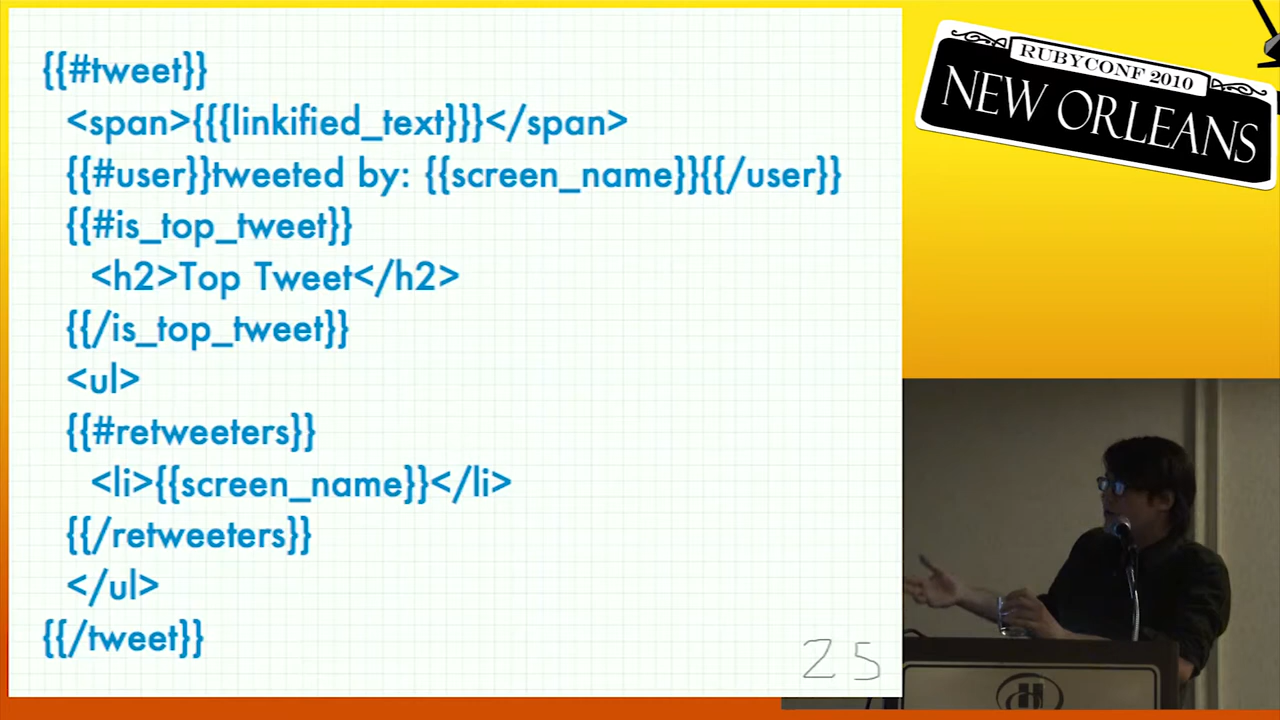 {{#tweet}}
<span>{{{linkified_text}}}</span>
{{#user}}tweeted by: {{screen_name}}{{/user}}
{{#is_top_tweet}}
<h2>Top Tweet</h2>
{{/is_top_tweet}}
<ul>
{{#retweeters}}
<li>{{screen_name}}</li>
{{/retweeters}}
</ul>
{{/tweet}}
25
RUBYCONF 2010
NEW ORLEANS
H